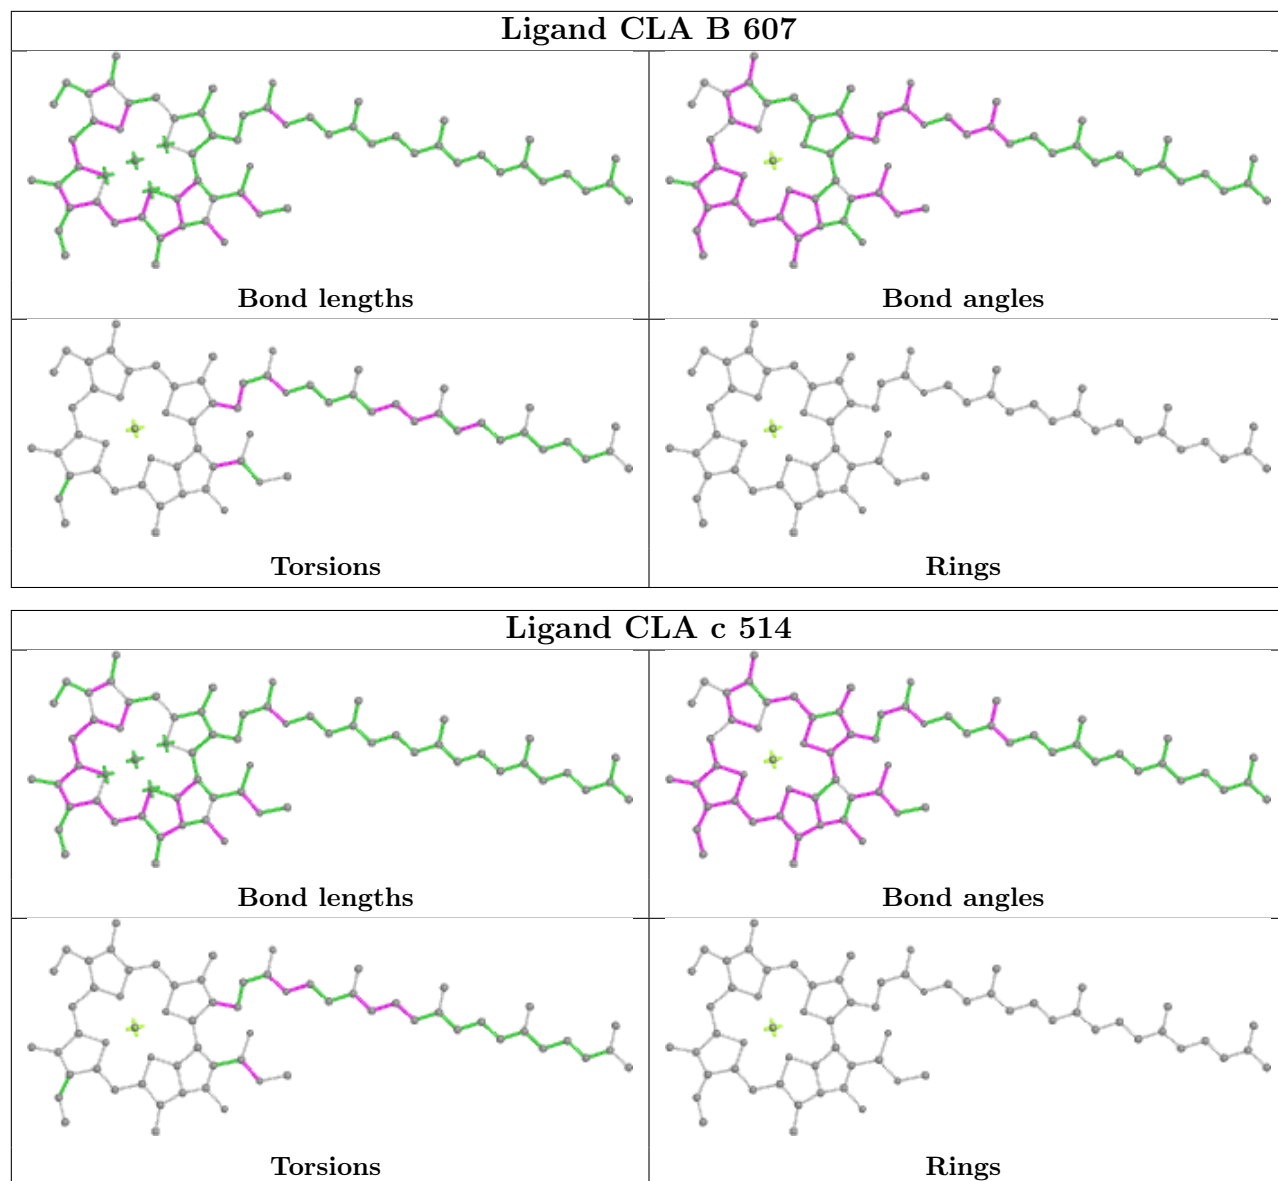 Ligand CLA B 607
Bond lengths
Bond angles
Torsions
Rings
Ligand CLA c 514
Bond lengths
Bond angles
Torsions
Rings